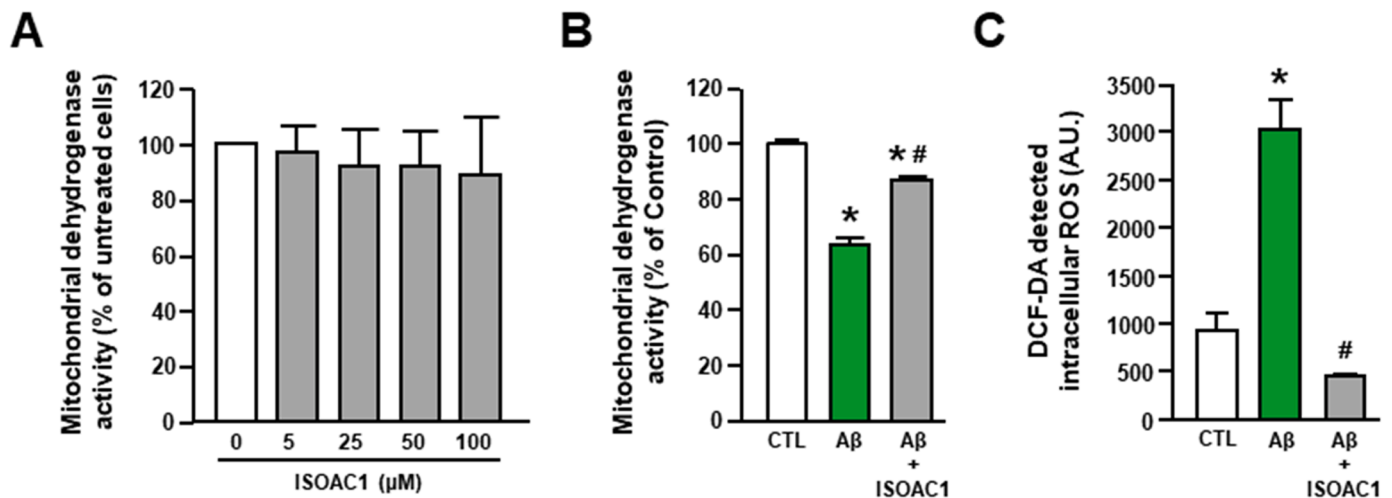 A
Mitochondrial dehydrogenase
activity (% of untreated cells)
120
100
80
60
40
20
0
0 5 25 50 100
ISOAC1 (µM)
B
Mitochondrial dehydrogenase
activity (% of Control)
120
100
80
60
40
20
0
*
* #
CTL Aβ Aβ
+
ISOAC1
C
DCF-DA detected
intracellular ROS (A.U.)
3500
3000
2500
2000
1500
1000
500
0
*
#
CTL Aβ Aβ
+
ISOAC1